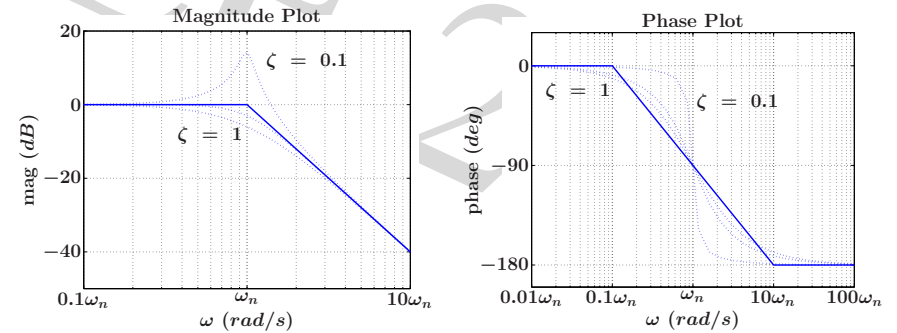 Magnitude Plot
20
0
−20
−40
mag (dB)
ζ = 0.1
ζ = 1
0.1ωn
ωn
10ωn
ω (rad/s)
Phase Plot
0
−90
−180
phase (deg)
ζ = 1
ζ = 0.1
0.01ωn
0.1ωn
ωn
10ωn
100ωn
ω (rad/s)